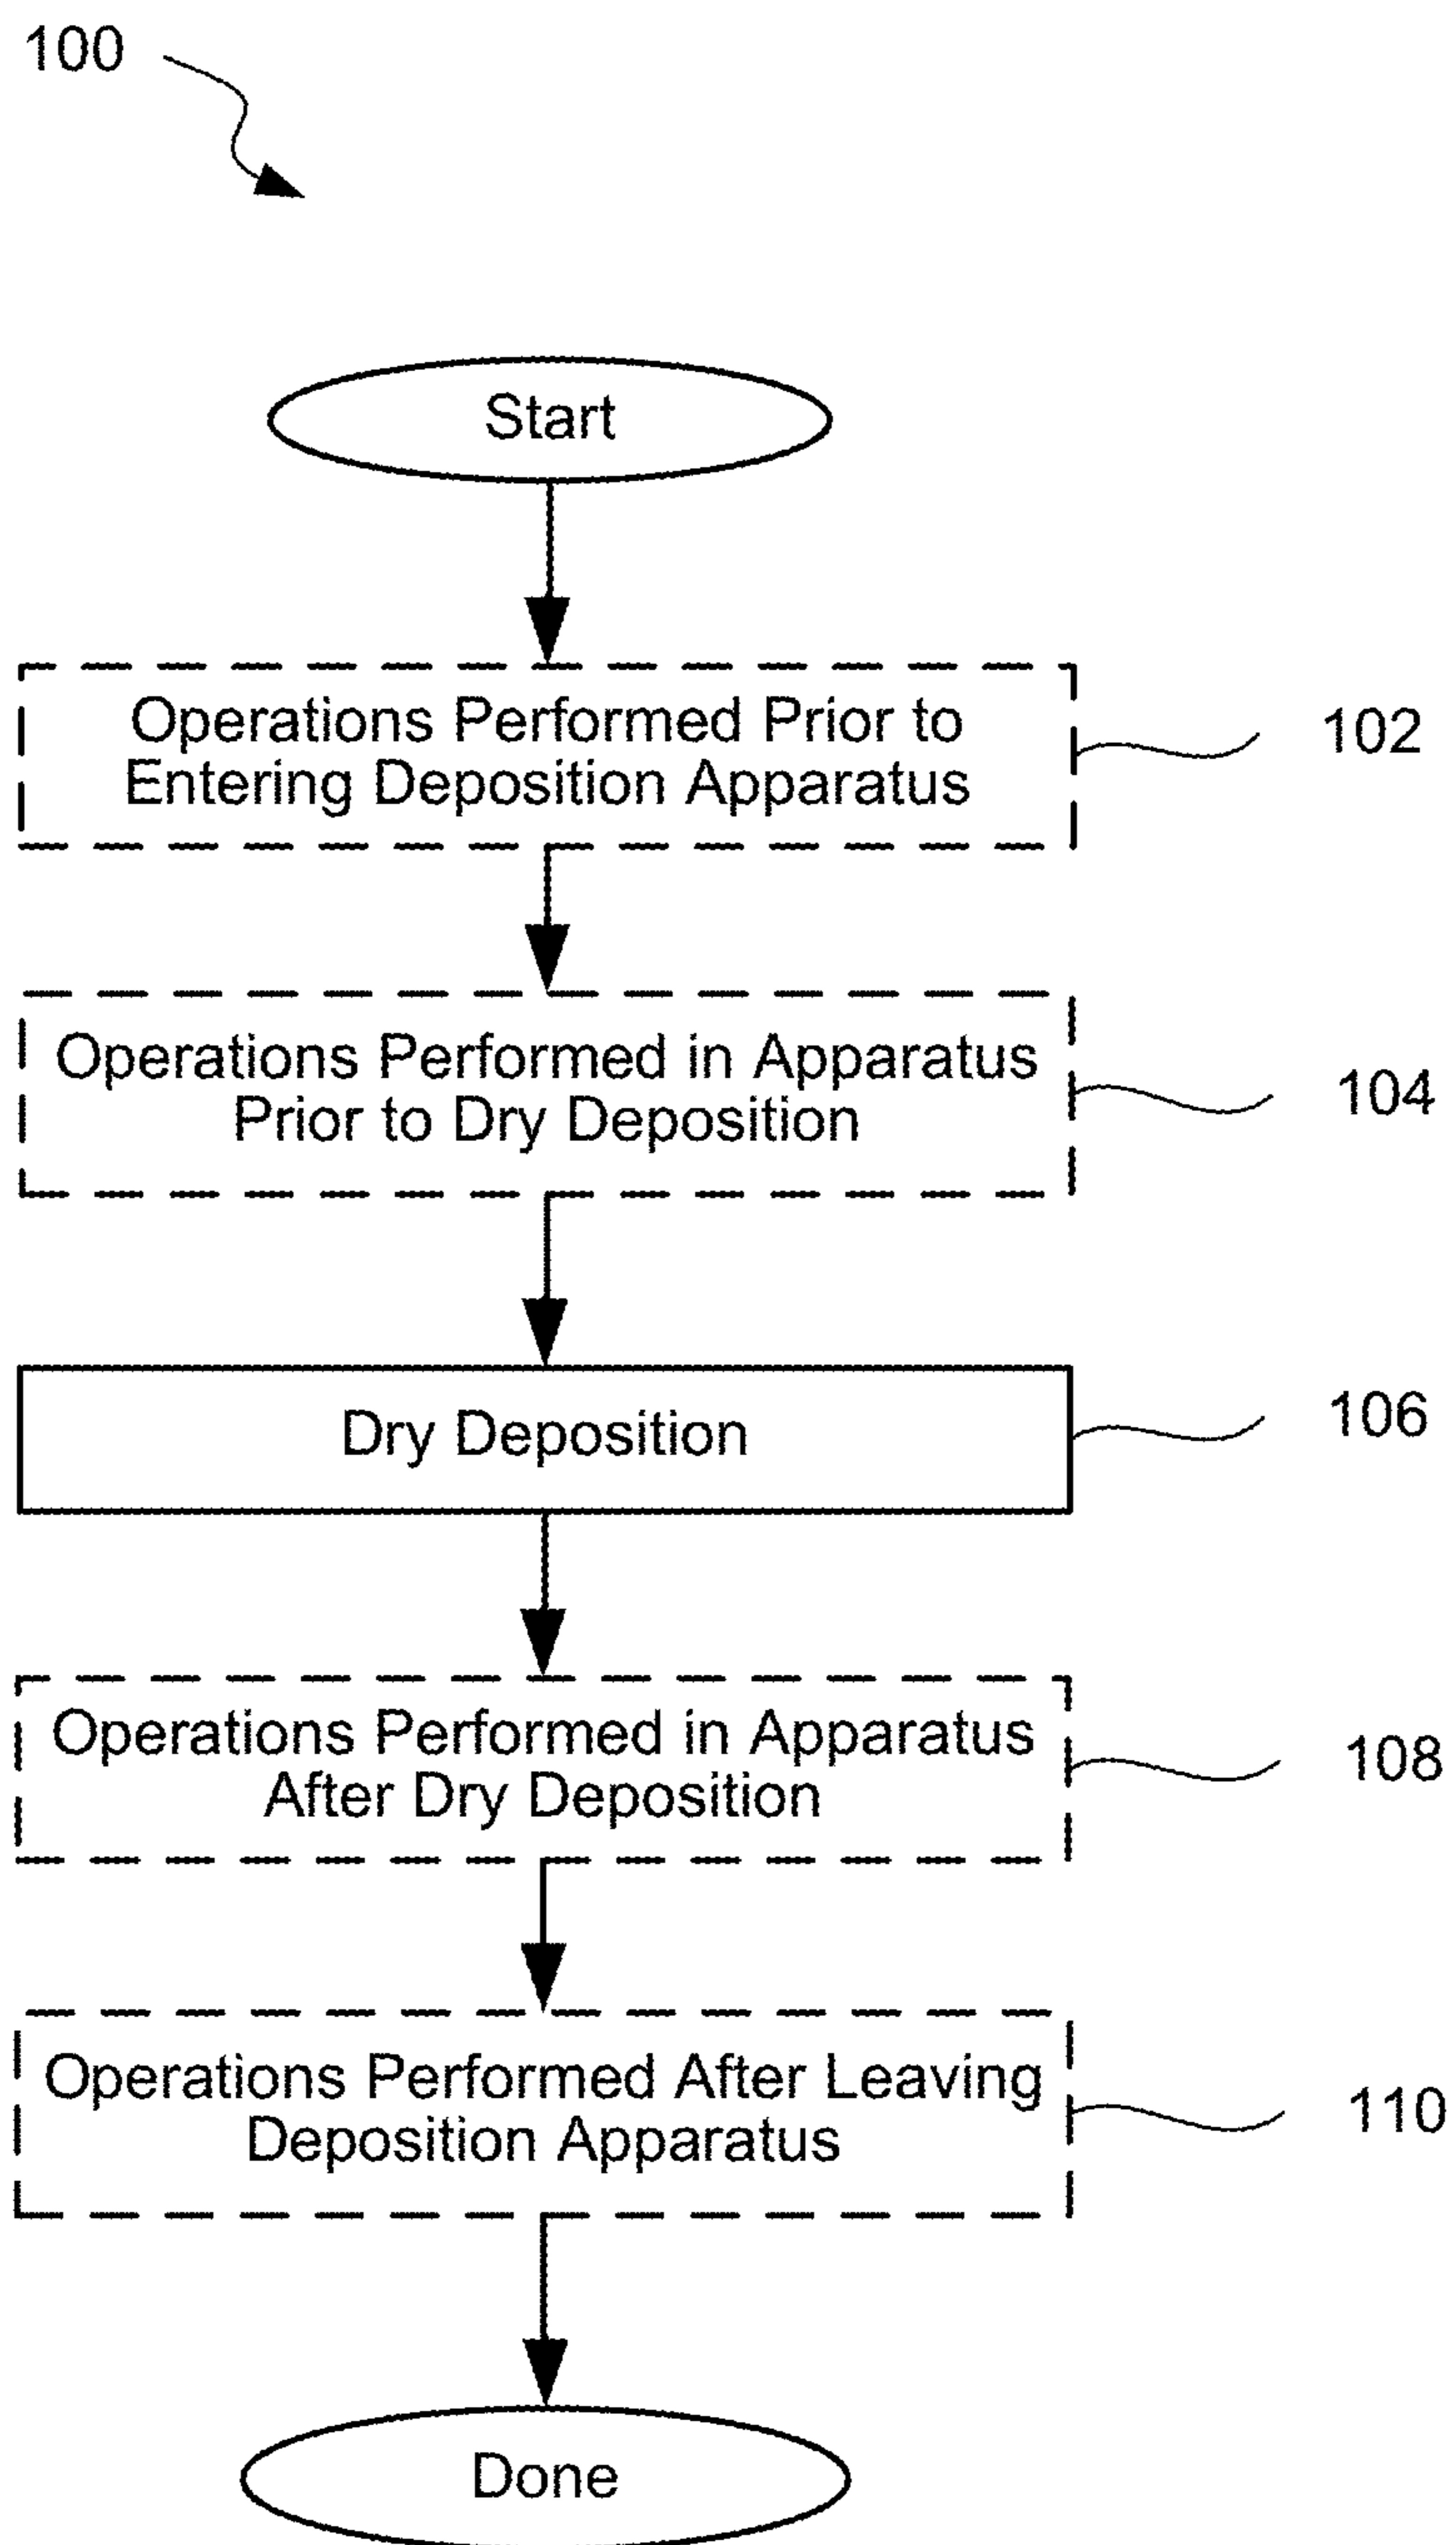 100
Start
Operations Performed Prior to
Entering Deposition Apparatus
102
Operations Performed in Apparatus
Prior to Dry Deposition
104
Dry Deposition
106
Operations Performed in Apparatus
After Dry Deposition
108
Operations Performed After Leaving
Deposition Apparatus
110
Done